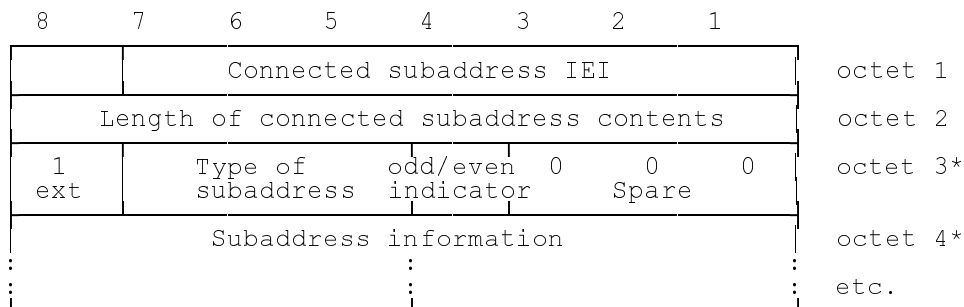 8 7 6 5 4 3 2 1
Connected subaddress IEI octet 1
Length of connected subaddress contents octet 2
1 Type of odd/even 0 0 0 octet 3*
ext subaddress indicator Spare
Subaddress information octet 4*
: : :
: : : etc.